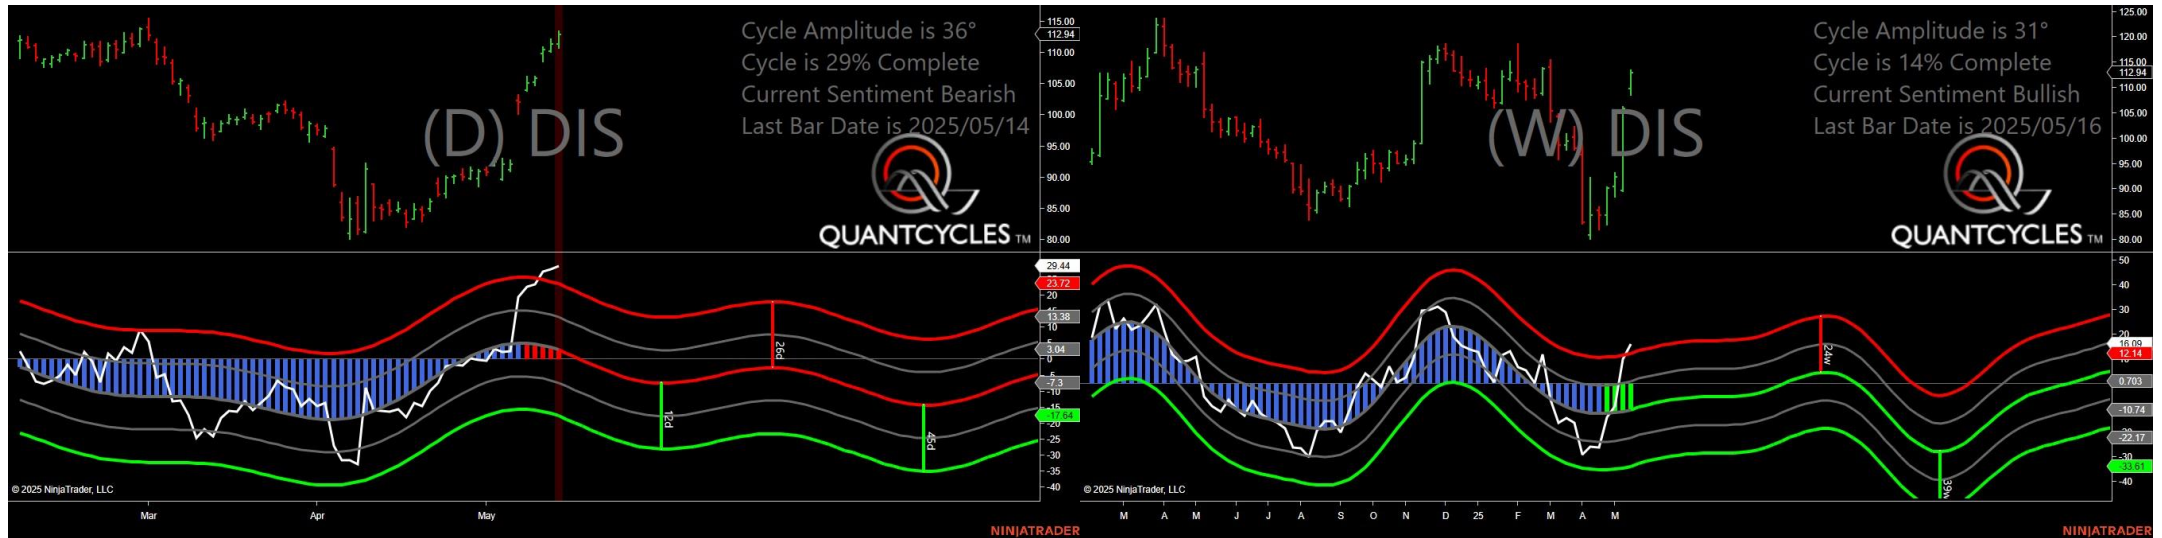 Cycle Amplitude is 36°
Cycle is 29% Complete
Current Sentiment Bearish
Last Bar Date is 2025/05/14
(D) DIS
QUANTCYCLES TM
115.00
112.94
110.00
105.00
100.00
95.00
90.00
85.00
80.00
29.44
23.72
20
13.38
10
3.04
0
-5
-7.3
-10
-15
-17.64
-20
-25
-30
-35
-40
26d
12d
45d
© 2025 NinjaTrader, LLC
Mar
Apr
May
NINJATRADER
Cycle Amplitude is 31°
Cycle is 14% Complete
Current Sentiment Bullish
Last Bar Date is 2025/05/16
(W) DIS
QUANTCYCLES TM
125.00
120.00
115.00
112.94
110.00
105.00
100.00
95.00
90.00
85.00
80.00
50
40
30
20
16.09
12.14
0.703
-10.74
-22.17
-30
-33.61
-40
24w
39w
© 2025 NinjaTrader, LLC
M
A
M
J
J
A
S
O
N
D
25
F
M
A
M
NINJATRADER